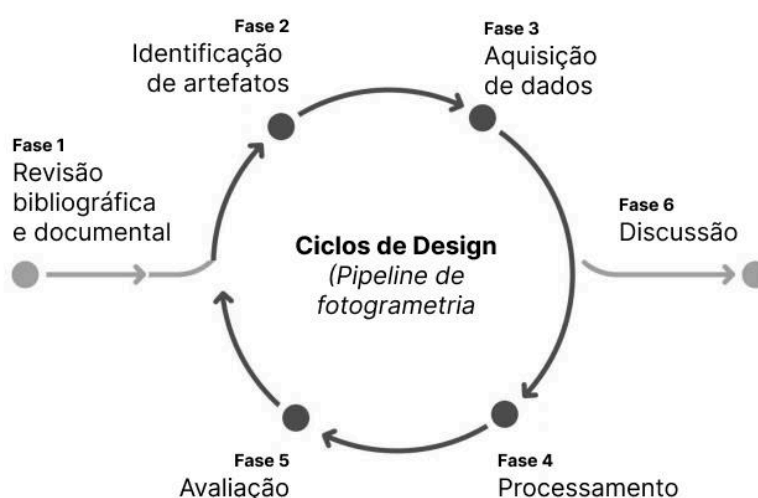 Fase 1
Revisão
bibliográfica
e documental
Fase 2
Identificação
de artefatos
Fase 3
Aquisição
de dados
Ciclos de Design
(Pipeline de
fotogrametria
Fase 6
Discussão
Fase 5
Avaliação
Fase 4
Processamento